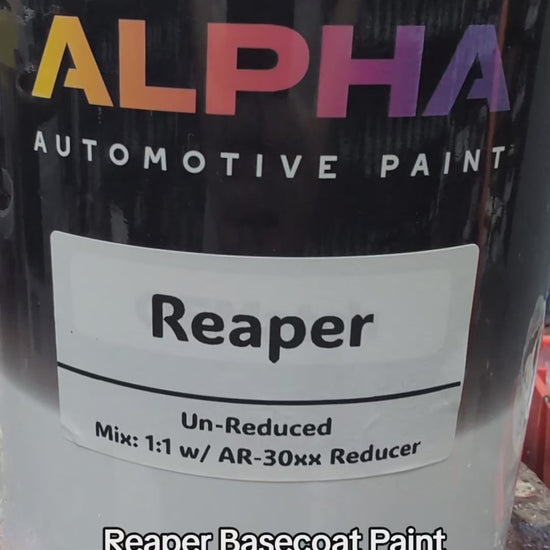 ALPHA
AUTOMOTIVE PAINT
Reaper
Un-Reduced
Mix: 1:1 w/ AR-30xx Reducer
Reaper Basecoat Paint